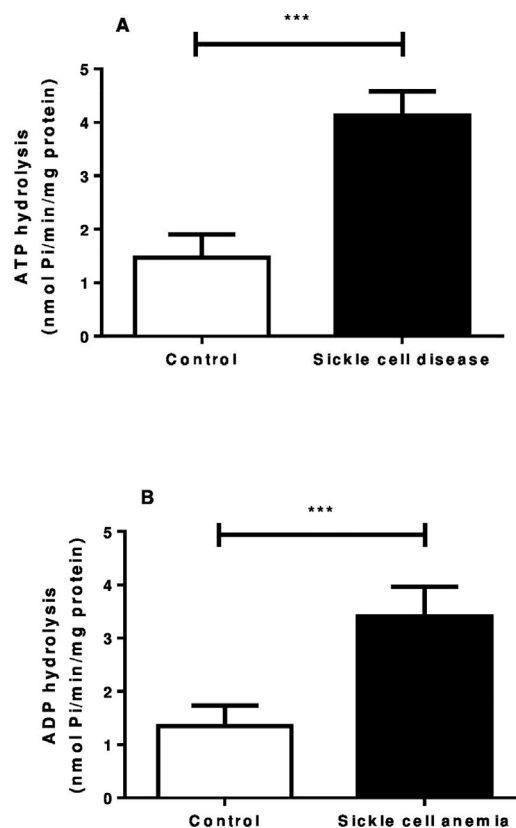 A
***
ATP hydrolysis
(nmol Pi/min/mg protein)
5
4
3
2
1
0
Control Sickle cell disease
B
***
ADP hydrolysis
(nmol Pi/min/mg protein)
5
4
3
2
1
0
Control Sickle cell anemia